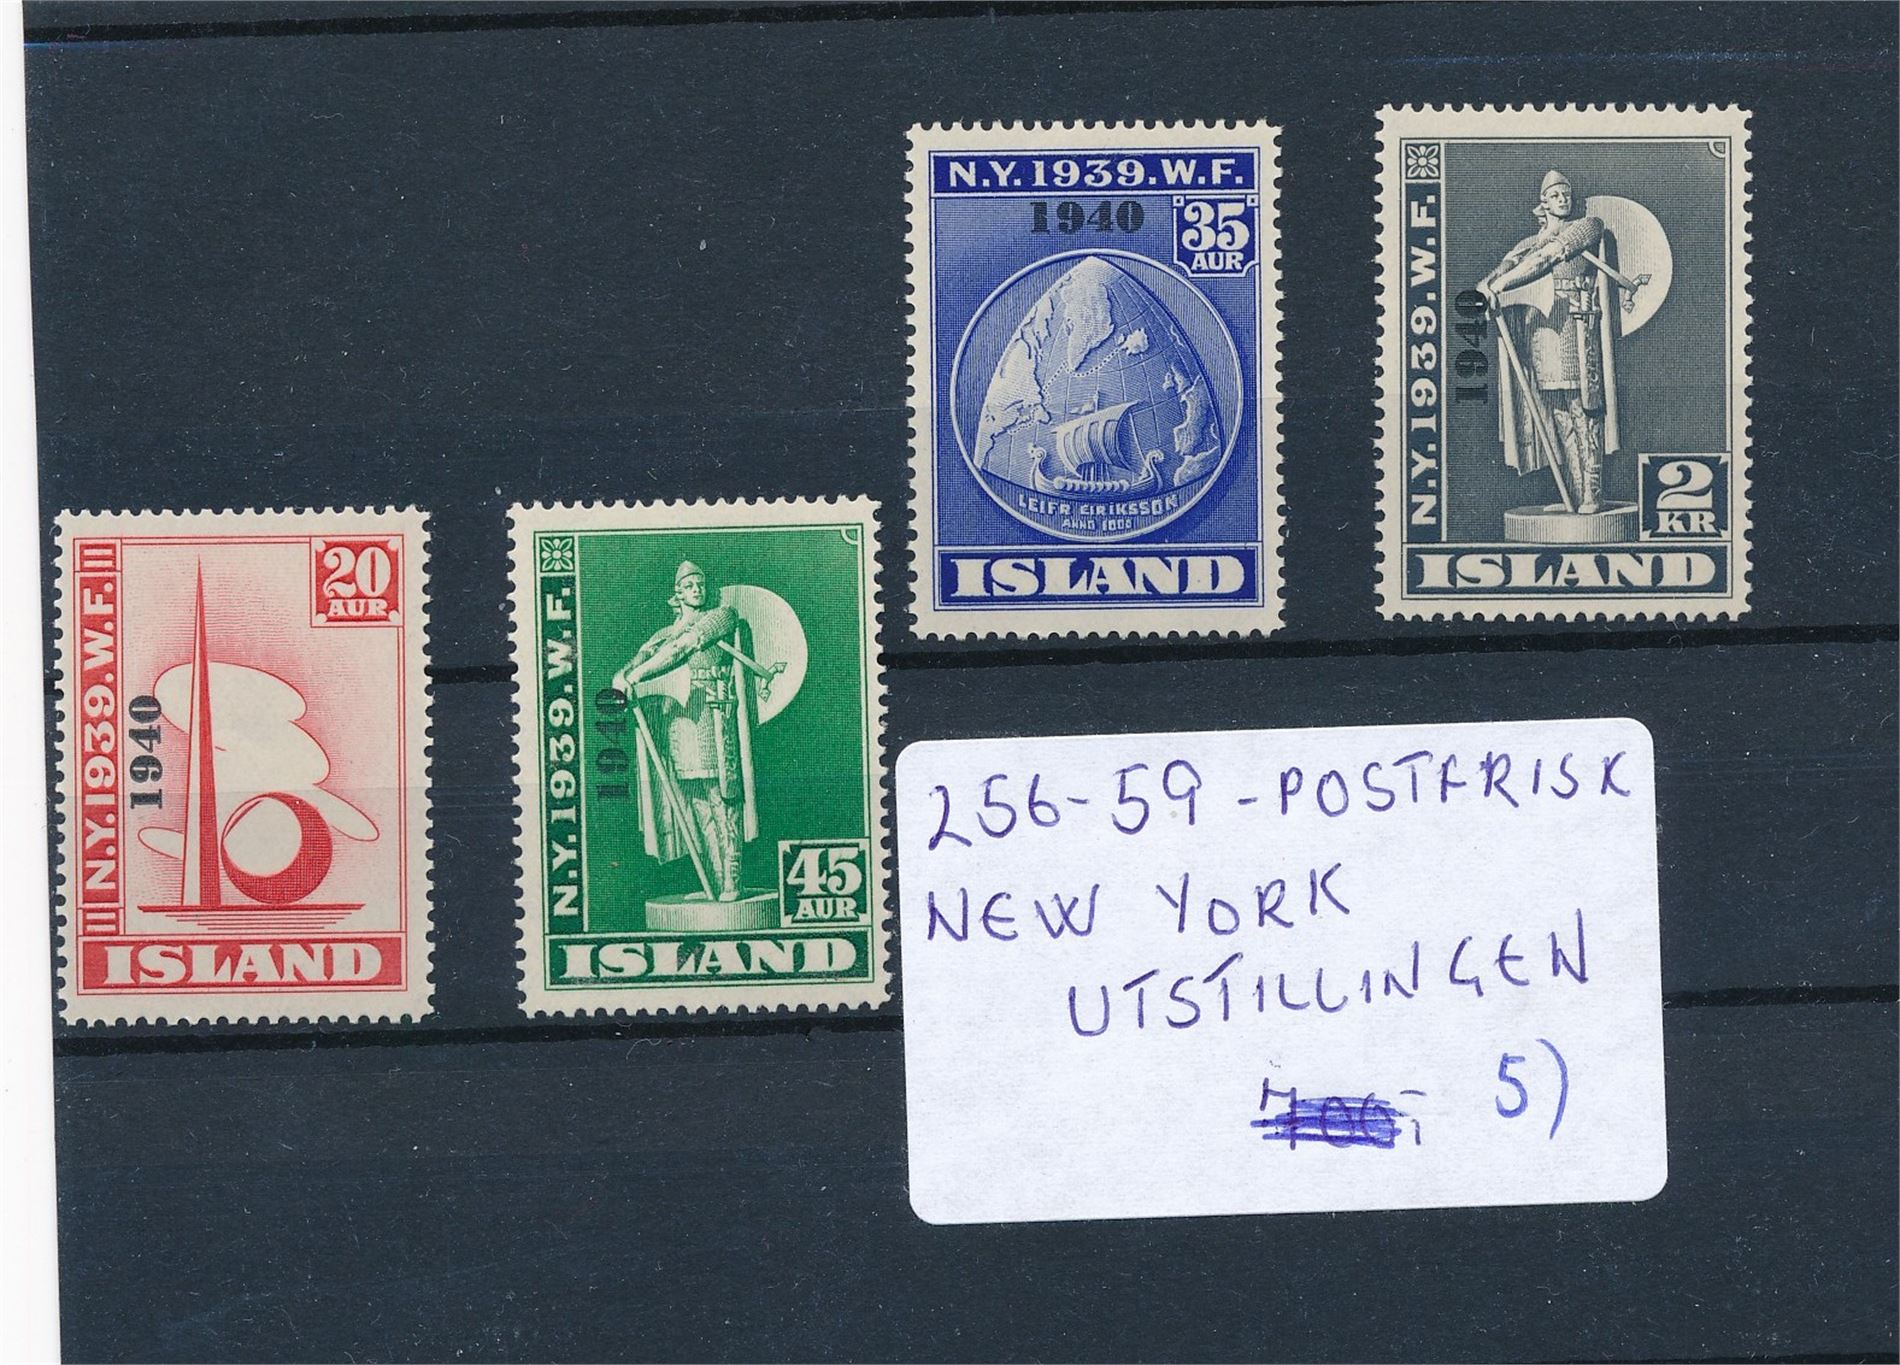 N.Y.1939.W.F.
1940
35
AUR
LEIFR EIRIKSSON
ANNO 1000
ISLAND
N.Y.1939.W.F.
1940
2
KR
ISLAND
20
AUR
N.Y.1939.W.F.
1940
ISLAND
N.Y.1939.W.F.
1940
45
AUR
ISLAND
256-59-POSTFRISK
NEW YORK
UTSTILLINGEN
5)